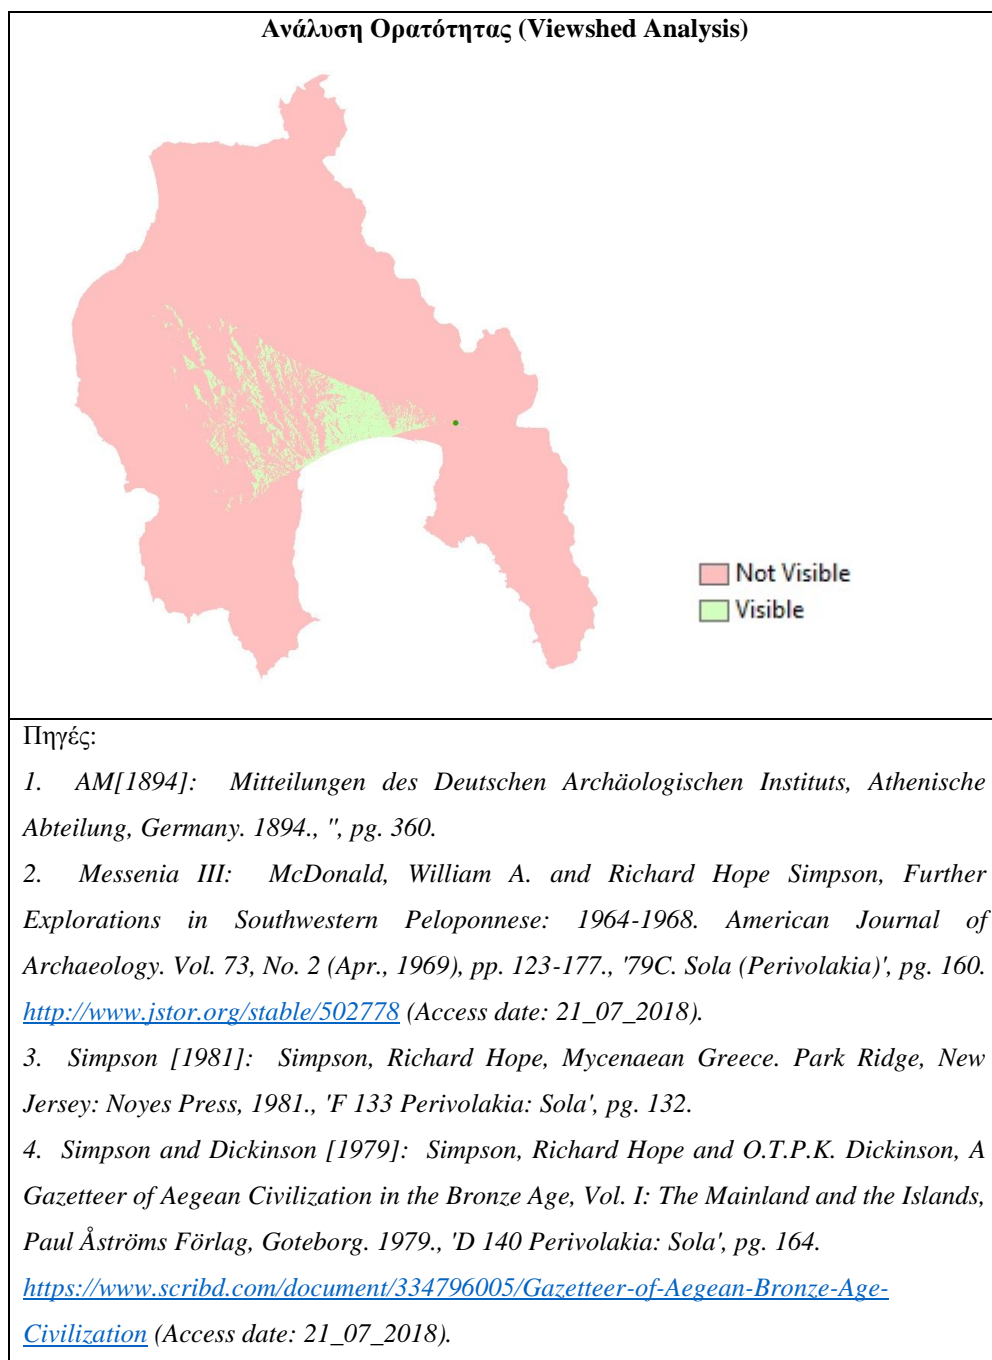 Ανάλυση Ορατότητας (Viewshed Analysis)
Not Visible
Visible
Πηγές:
1. AM[1894]: Mitteilungen des Deutschen Archäologischen Instituts, Athenische
Abteilung, Germany. 1894., '', pg. 360.
2. Messenia III: McDonald, William A. and Richard Hope Simpson, Further
Explorations in Southwestern Peloponnese: 1964-1968. American Journal of
Archaeology. Vol. 73, No. 2 (Apr., 1969), pp. 123-177., '79C. Sola (Perivolakia)', pg. 160.
http://www.jstor.org/stable/502778 (Access date: 21_07_2018).
3. Simpson [1981]: Simpson, Richard Hope, Mycenaean Greece. Park Ridge, New
Jersey: Noyes Press, 1981., 'F 133 Perivolakia: Sola', pg. 132.
4. Simpson and Dickinson [1979]: Simpson, Richard Hope and O.T.P.K. Dickinson, A
Gazetteer of Aegean Civilization in the Bronze Age, Vol. I: The Mainland and the Islands,
Paul Åströms Förlag, Goteborg. 1979., 'D 140 Perivolakia: Sola', pg. 164.
https://www.scribd.com/document/334796005/Gazetteer-of-Aegean-Bronze-Age-
Civilization (Access date: 21_07_2018).